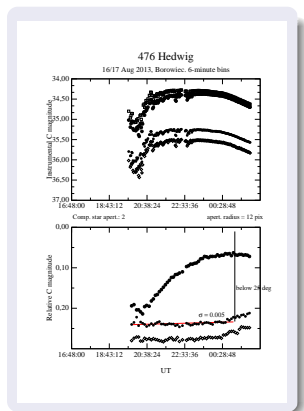 476 Hedwig
16/17 Aug 2013, Borowiec. 6-minute bins
Instrumental C magnitude
34,00
34,50
35,00
35,50
36,00
36,50
37,00
16:48:00 18:43:12 20:38:24 22:33:36 00:28:48
Comp. star apert.: 2 apert. radius = 12 pix
Relative C magnitude
0,00
0,10
0,20
below 28 deg
σ = 0.005
16:48:00 18:43:12 20:38:24 22:33:36 00:28:48
UT